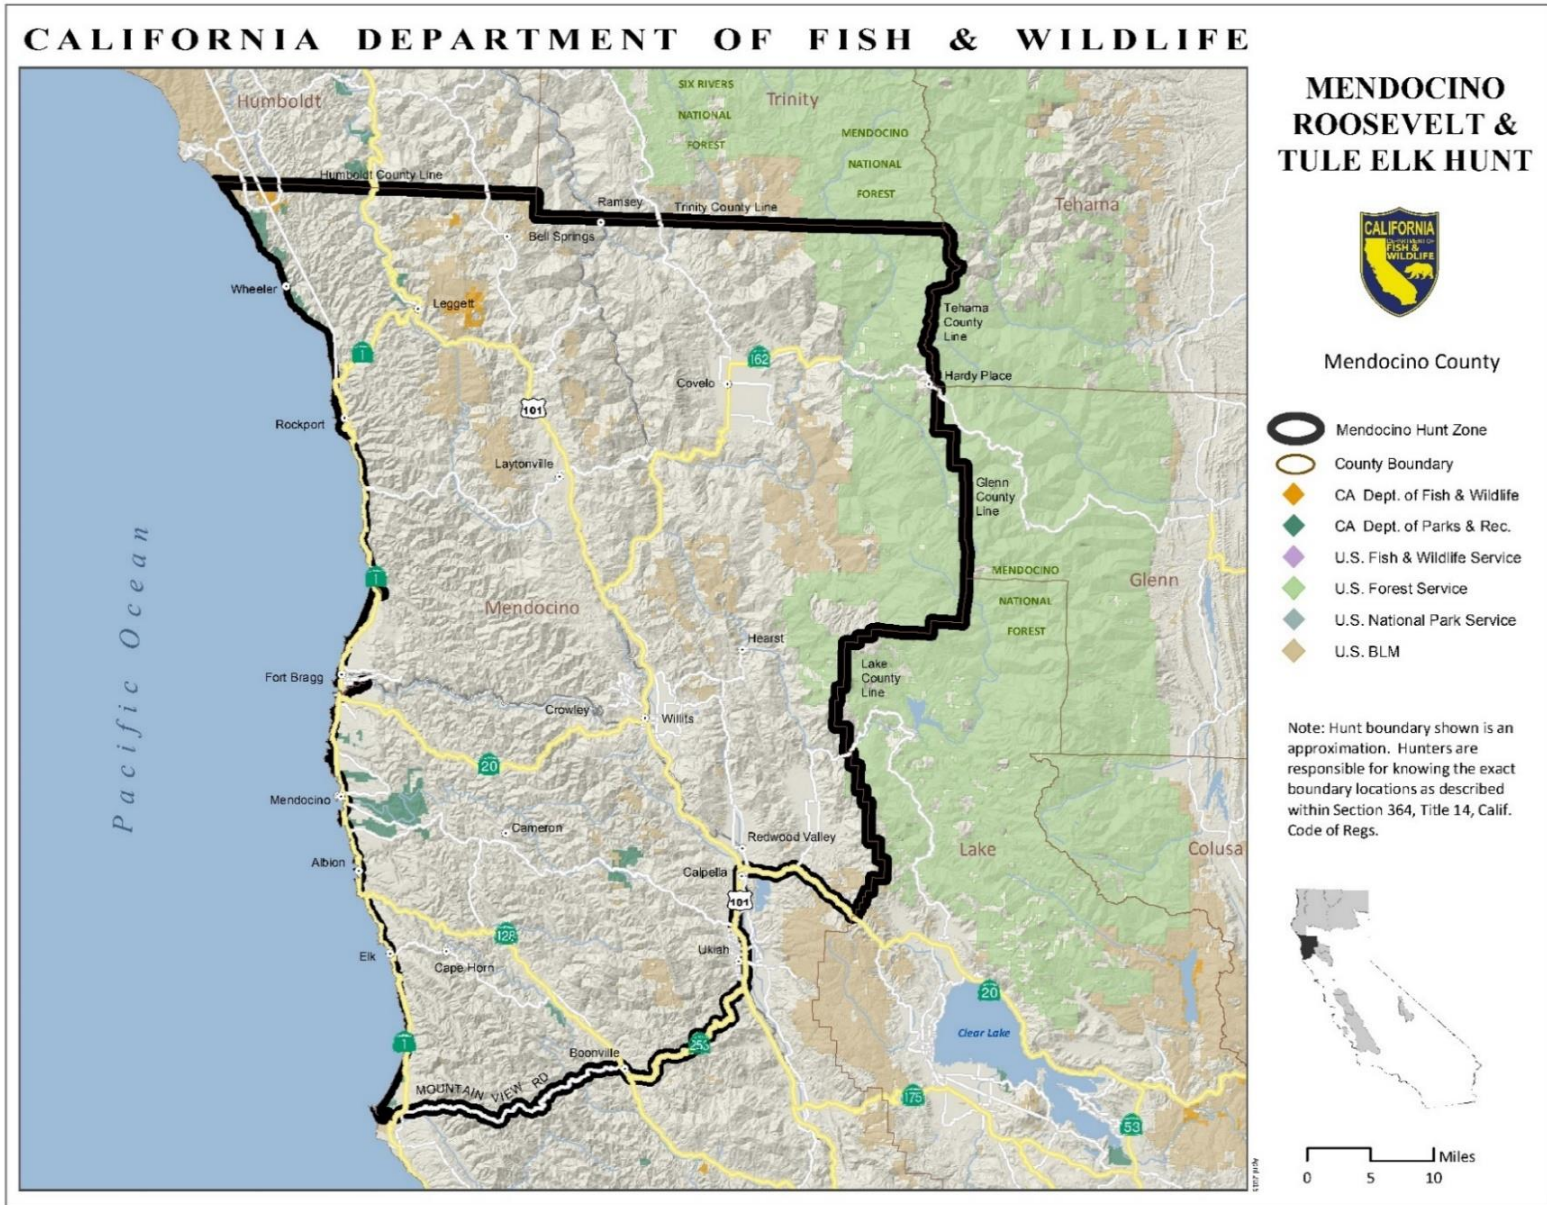 CALIFORNIA DEPARTMENT OF FISH & WILDLIFE
MENDOCINO
ROOSEVELT &
TULE ELK HUNT
CALIFORNIA
DEPARTMENT OF
FISH &
WILDLIFE
Mendocino County
Mendocino Hunt Zone
County Boundary
CA Dept. of Fish & Wildlife
CA Dept. of Parks & Rec.
U.S. Fish & Wildlife Service
U.S. Forest Service
U.S. National Park Service
U.S. BLM
Note: Hunt boundary shown is an
approximation. Hunters are
responsible for knowing the exact
boundary locations as described
within Section 364, Title 14, Calif.
Code of Regs.
Miles
0 5 10
Humboldt
SIX RIVERS
NATIONAL
FOREST
Trinity
MENDOCINO
NATIONAL
FOREST
Tehama
Humboldt County Line
Ramsey
Trinity County Line
Bell Springs
Wheeler
Leggett
Tehama
County
Line
1
162
Covelo
Hardy Place
101
Rockport
Laytonville
Glenn
County
Line
Pacific Ocean
1
MENDOCINO
NATIONAL
FOREST
Glenn
Mendocino
Hearst
Lake
County
Line
Fort Bragg
Crowley
Willits
20
Mendocino
Cameron
Redwood Valley
Lake
Colusa
Albion
Calpella
101
128
Ukiah
Elk
Cape Horn
20
Clear Lake
1
253
Boonville
MOUNTAIN VIEW RD
175
53